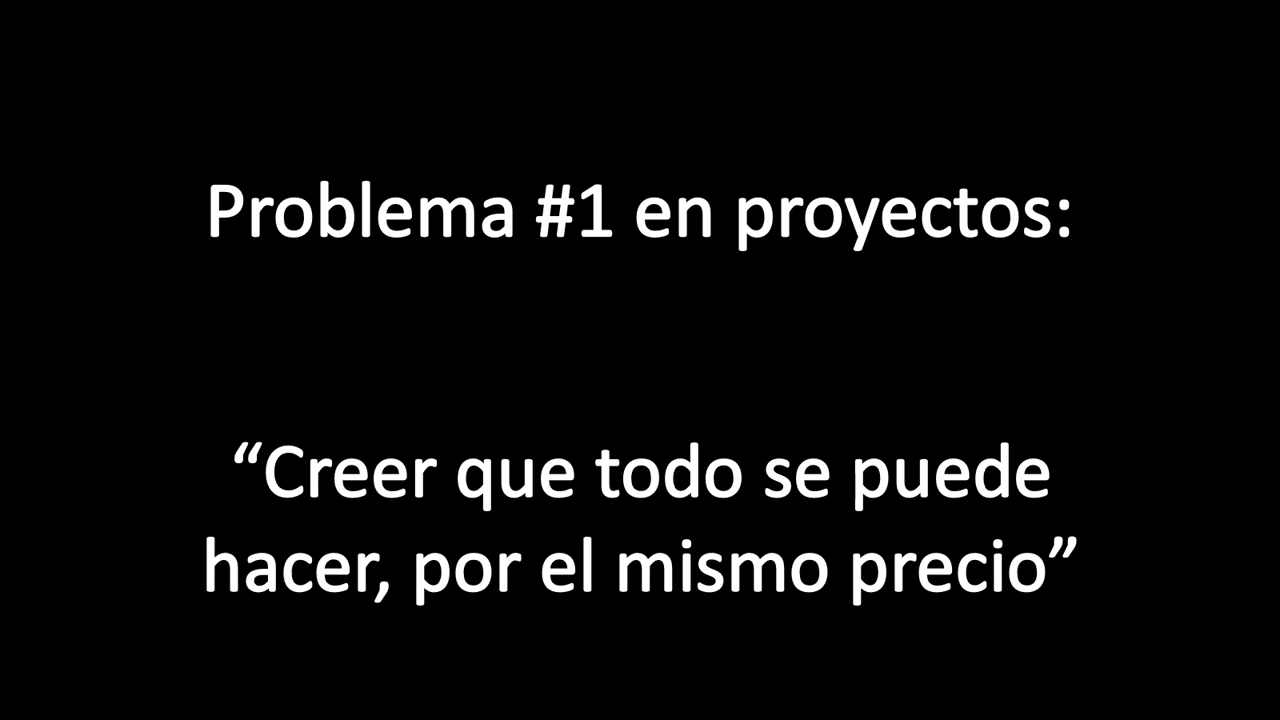 Problema #1 en proyectos:
“Creer que todo se puede
hacer, por el mismo precio”